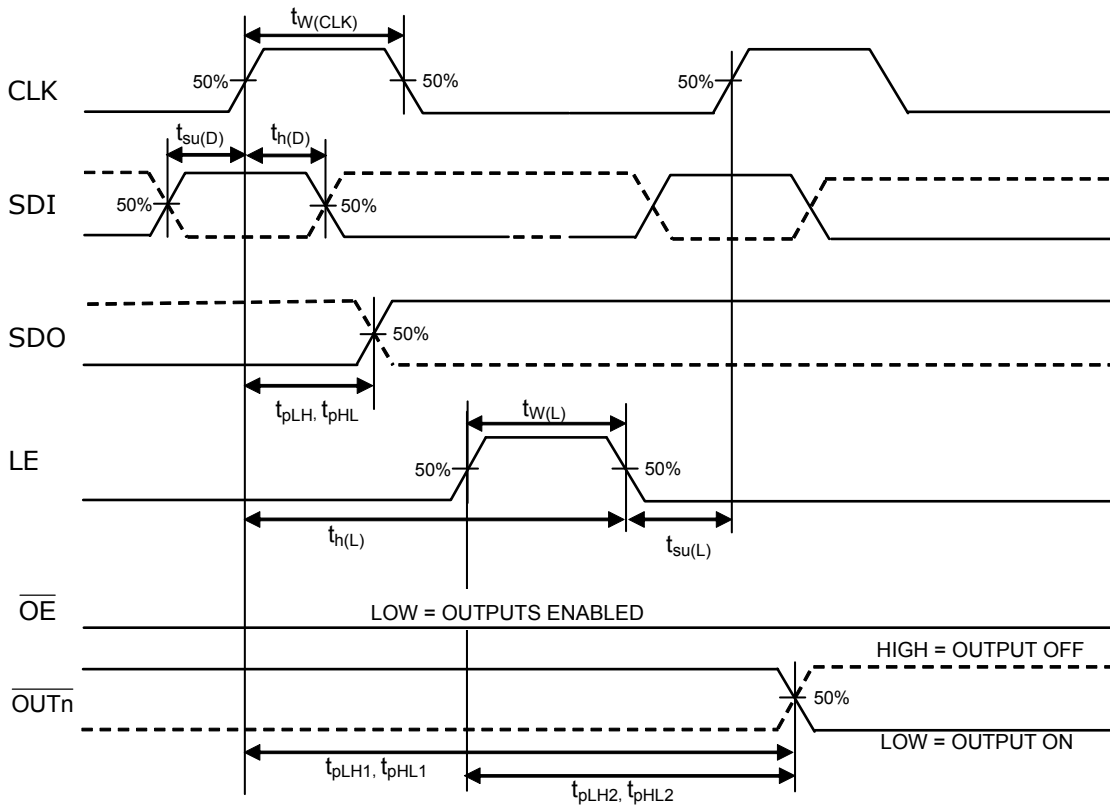 tW(CLK)
CLK
50%
50%
50%
tsu(D)
th(D)
SDI
50%
50%
SDO
50%
tpLH, tpHL
tW(L)
LE
50%
50%
th(L)
tsu(L)
OE
LOW = OUTPUTS ENABLED
HIGH = OUTPUT OFF
OUTn
50%
LOW = OUTPUT ON
tpLH1, tpHL1
tpLH2, tpHL2